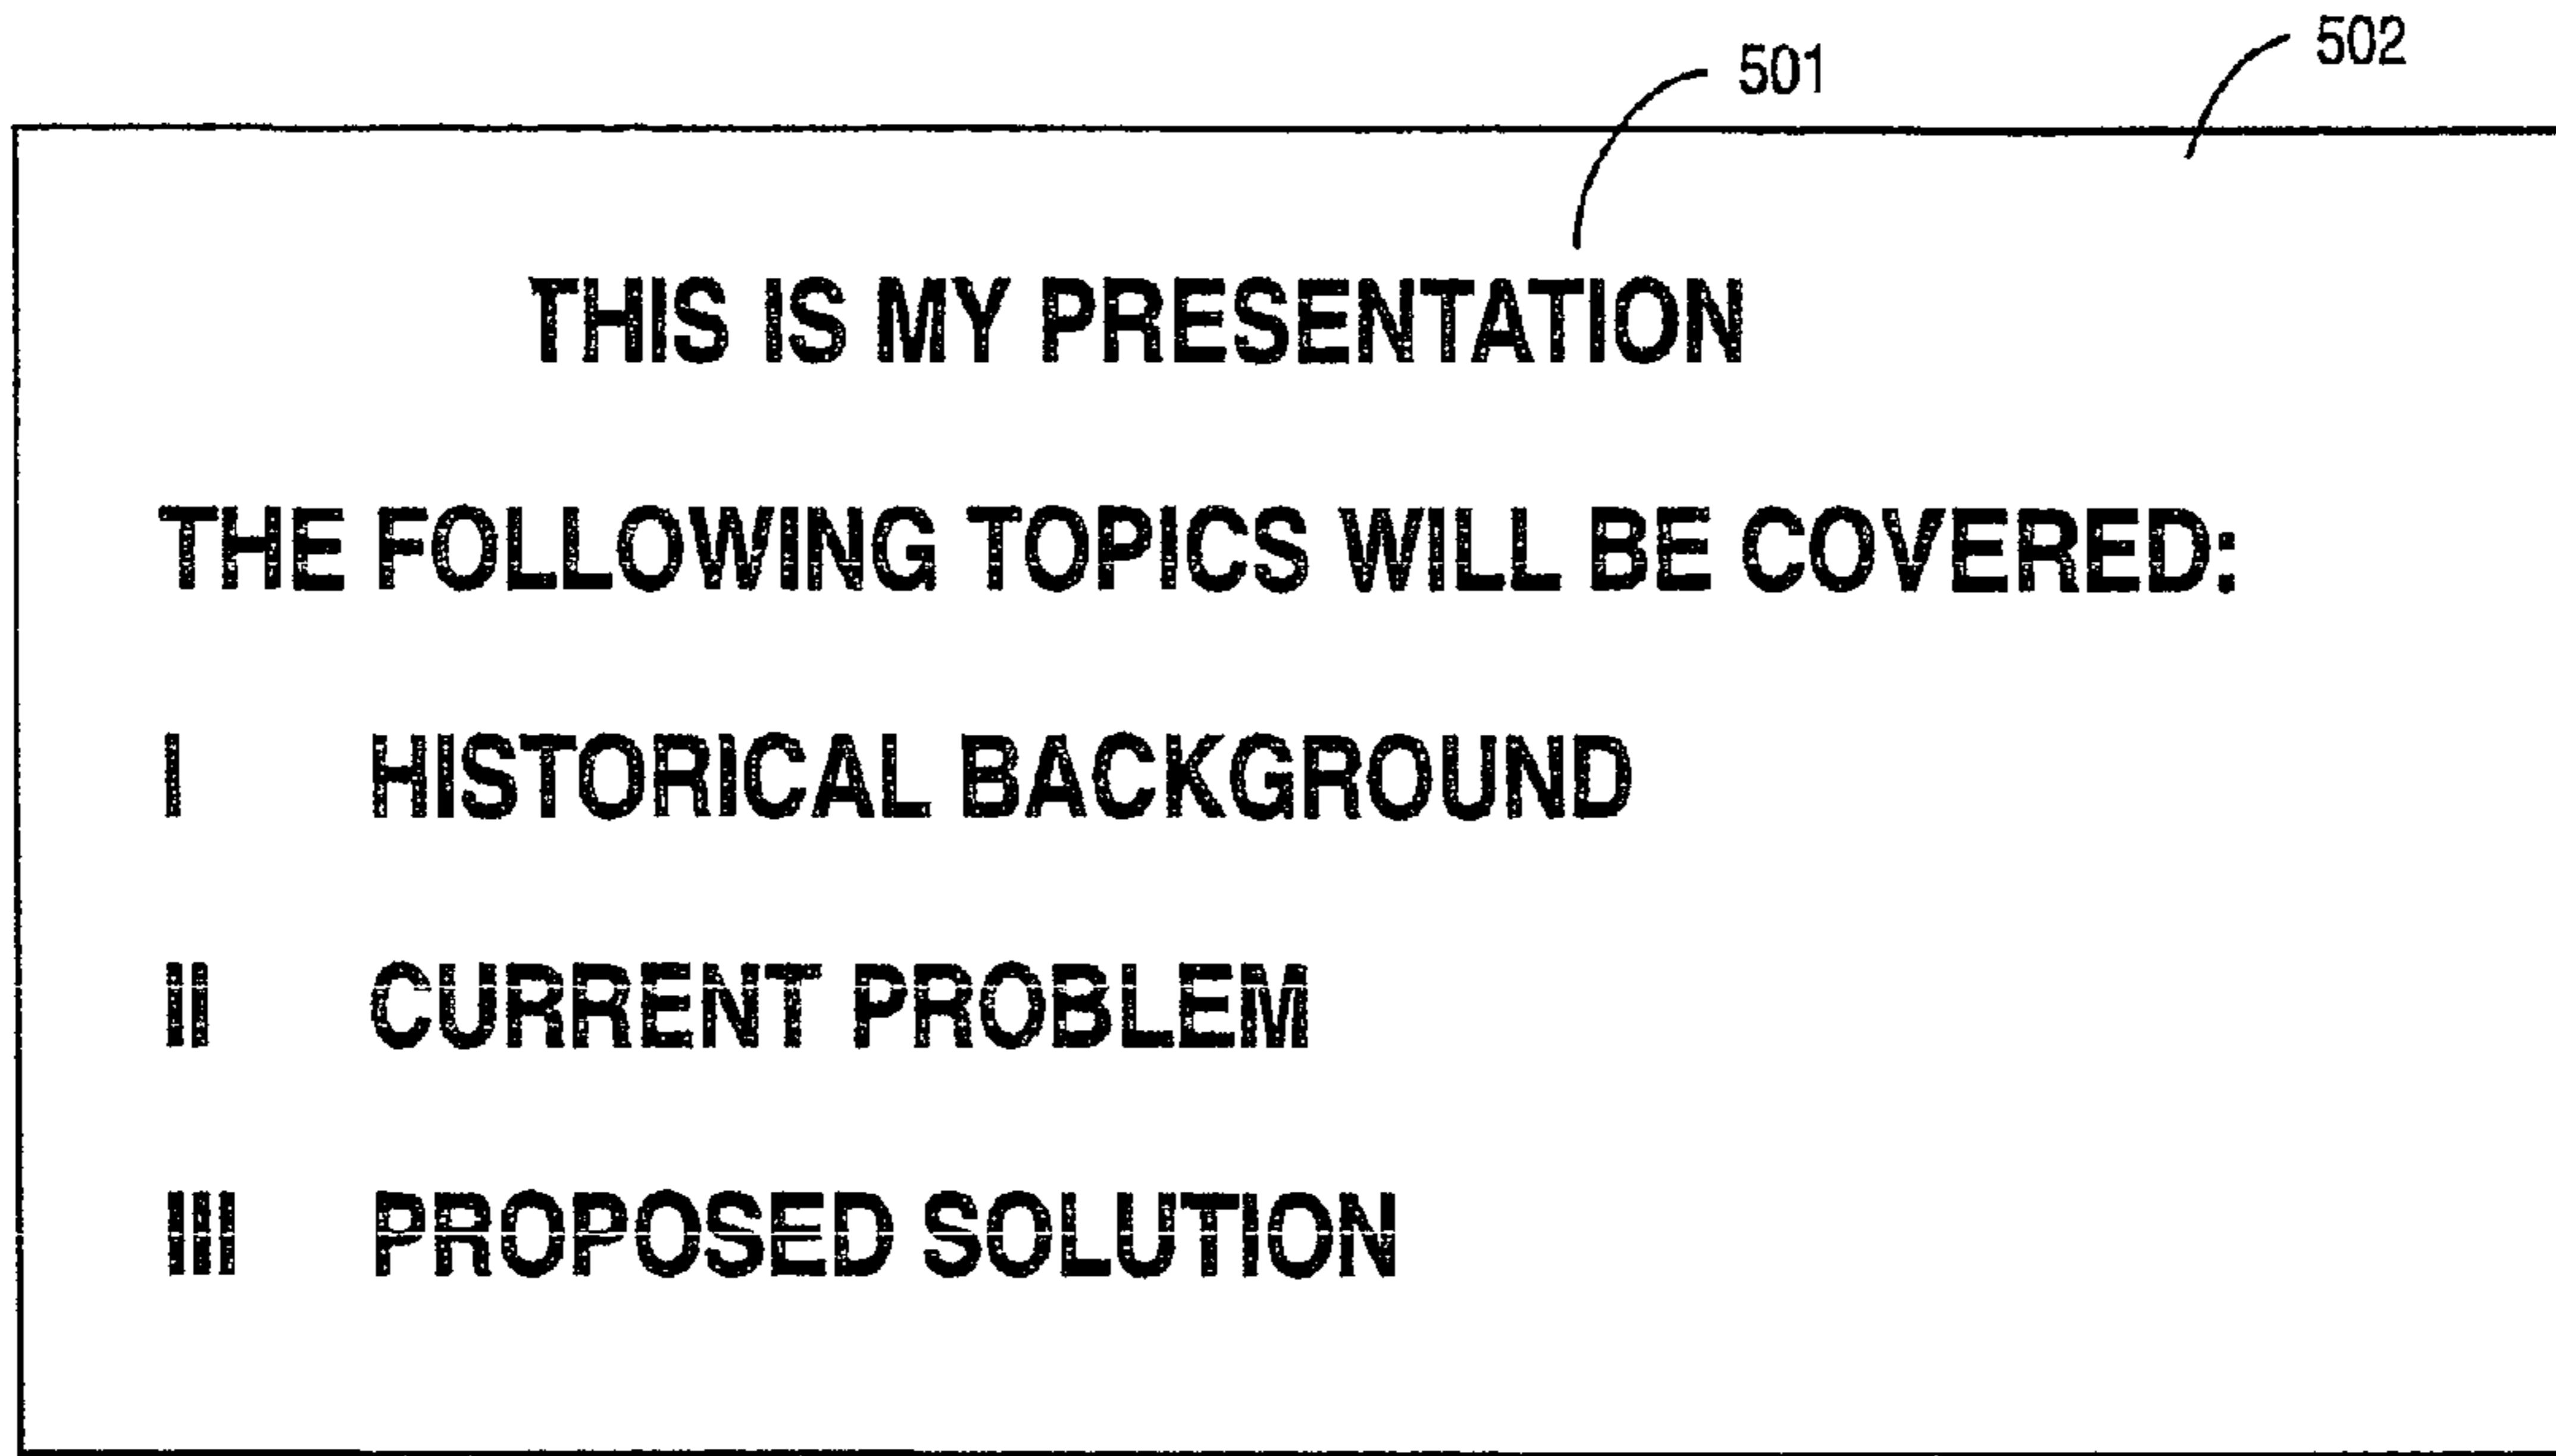 502
501
THIS IS MY PRESENTATION
THE FOLLOWING TOPICS WILL BE COVERED:
I HISTORICAL BACKGROUND
II CURRENT PROBLEM
III PROPOSED SOLUTION